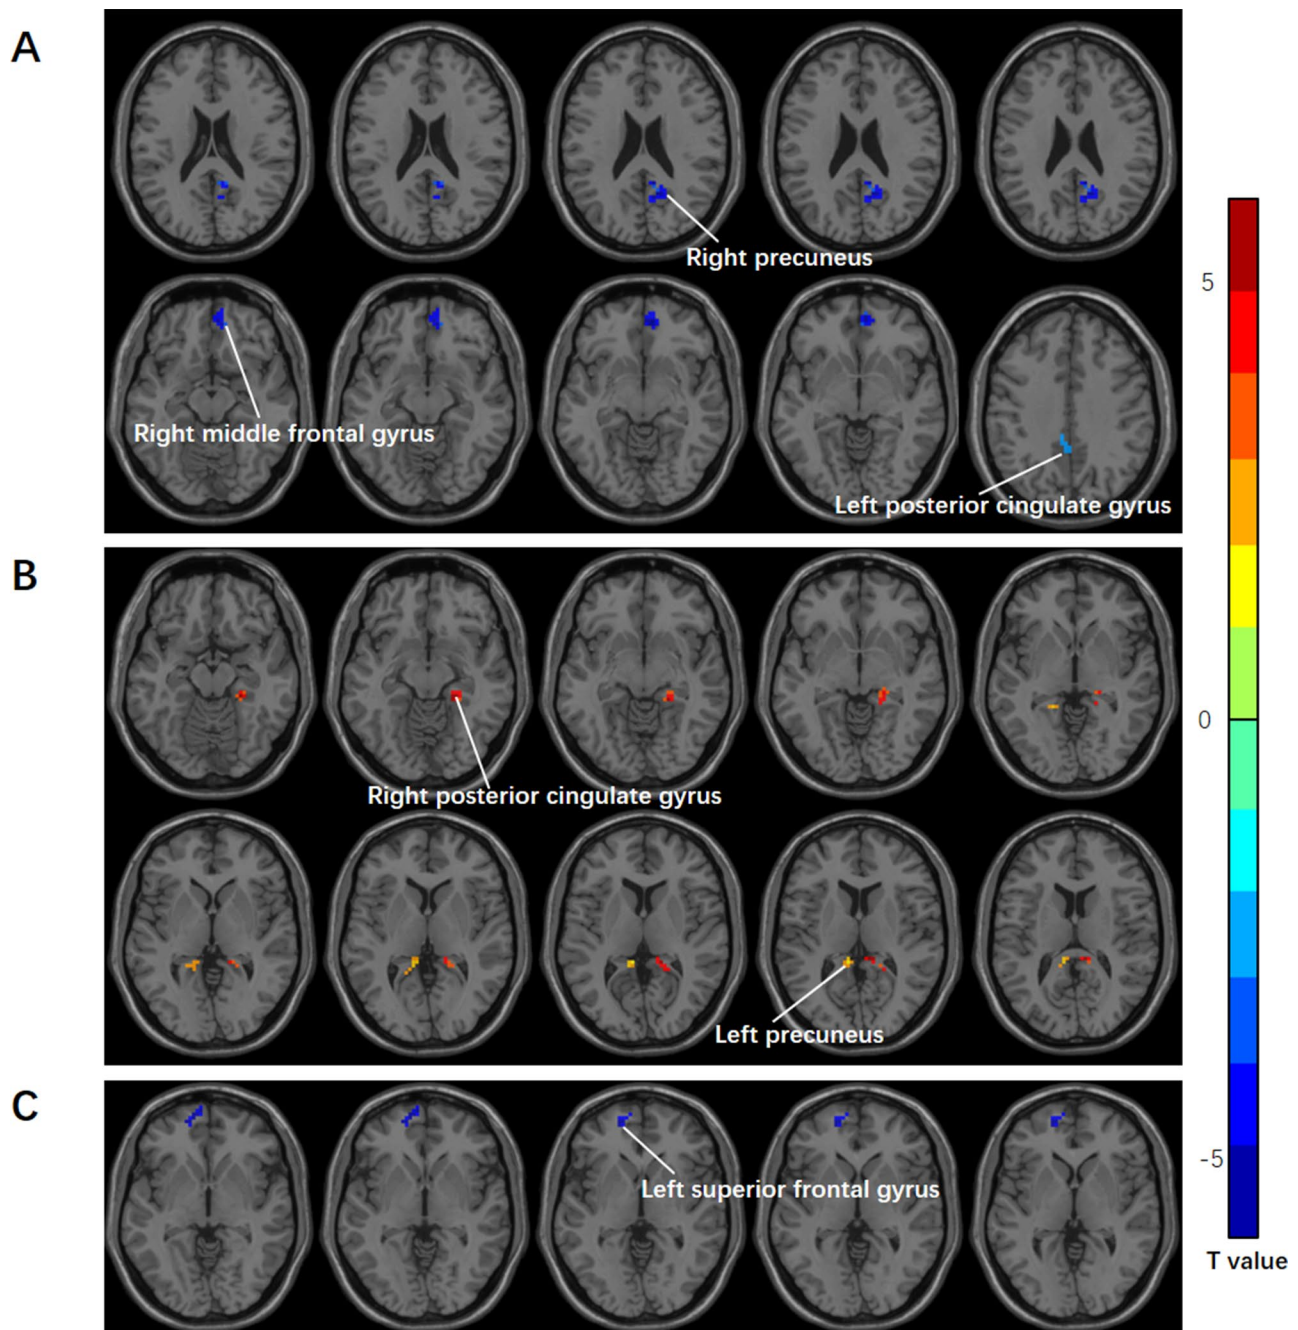 A
Right precuneus
5
Right middle frontal gyrus
Left posterior cingulate gyrus
B
0
Right posterior cingulate gyrus
Left precuneus
C
-5
Left superior frontal gyrus
T value